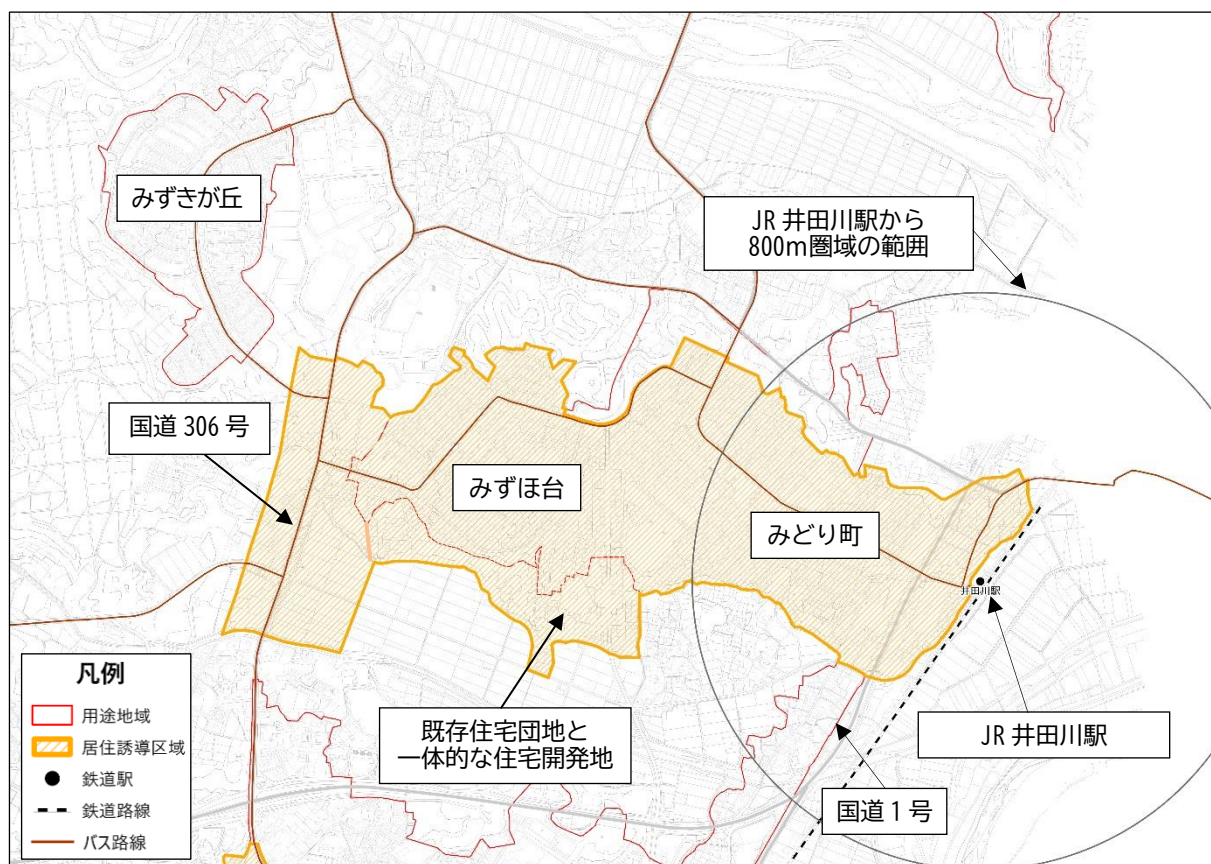 みずきが丘
JR 井田川駅から
800m圏域の範囲
国道 306 号
みずほ台
みどり町
井田川駅
既存住宅団地と
一体的な住宅開発地
JR 井田川駅
国道1号
凡例
用途地域
居住誘導区域
鉄道駅
鉄道路線
バス路線